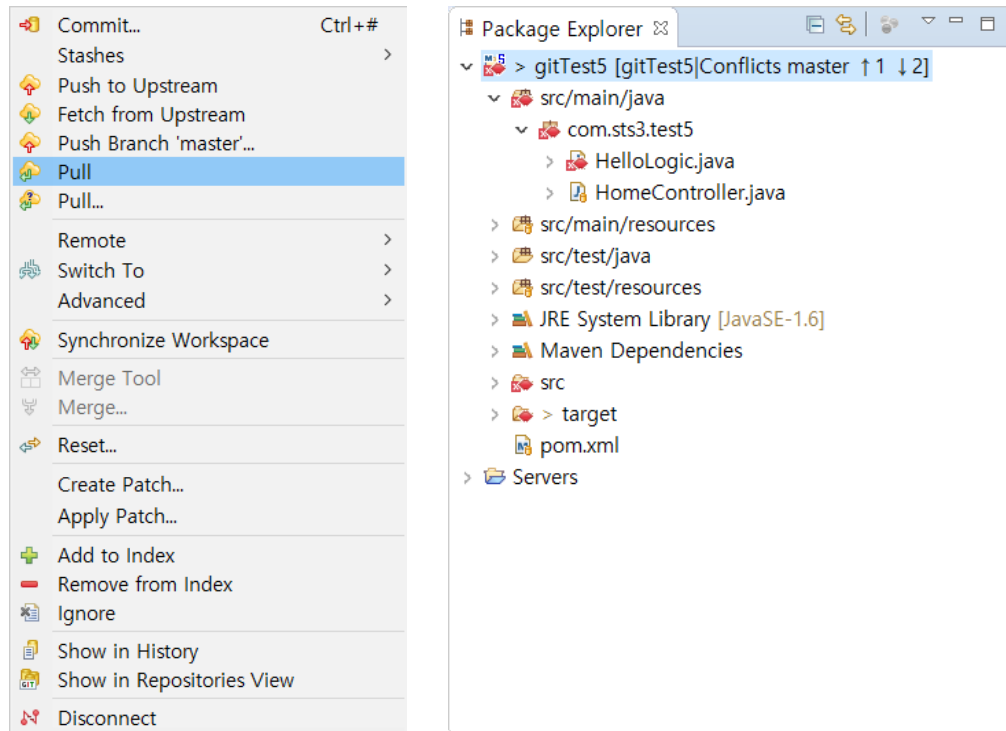 Commit... Ctrl+#
Stashes
Push to Upstream
Fetch from Upstream
Push Branch 'master'...
Pull
Pull...
Remote
Switch To
Advanced
Synchronize Workspace
Merge Tool
Merge...
Reset...
Create Patch...
Apply Patch...
Add to Index
Remove from Index
Ignore
Show in History
GIT Show in Repositories View
Disconnect
Package Explorer
> gitTest5 [gitTest5|Conflicts master ↑1 ↓2]
src/main/java
com.sts3.test5
HelloLogic.java
HomeController.java
src/main/resources
src/test/java
src/test/resources
JRE System Library [JavaSE-1.6]
Maven Dependencies
src
> target
pom.xml
Servers